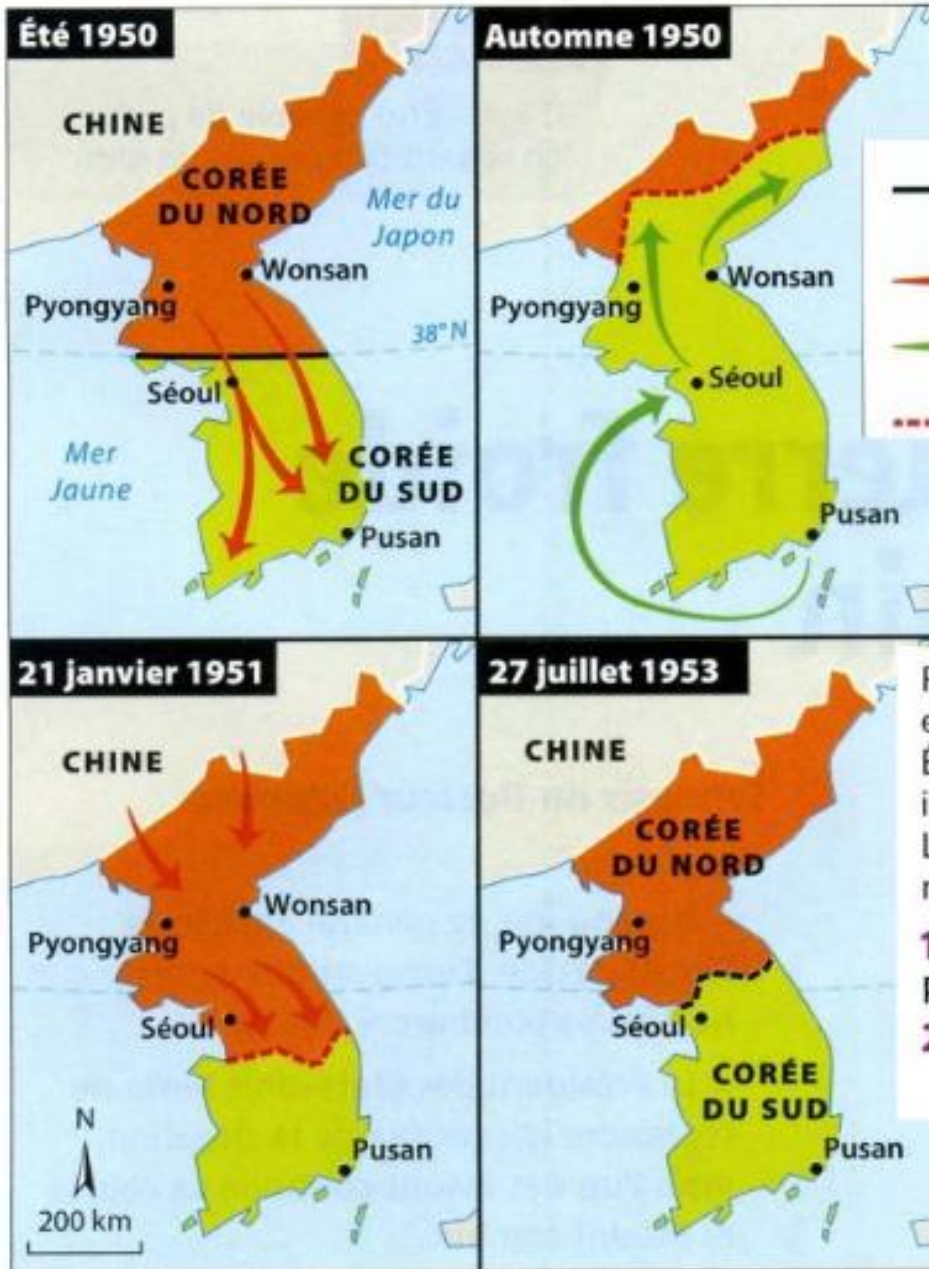 Été 1950
CHINE
CORÉE
DU NORD
Mer du
Japon
Wonsan
Pyongyang
38° N
Séoul
Mer
Jaune
CORÉE
DU SUD
Pusan
Automne 1950
Wonsan
Pyongyang
Séoul
Pusan
21 janvier 1951
CHINE
Wonsan
Pyongyang
Séoul
N
200 km
Pusan
27 juillet 1953
CHINE
CORÉE
DU NORD
Pyongyang
Séoul
CORÉE
DU SUD
Pusan